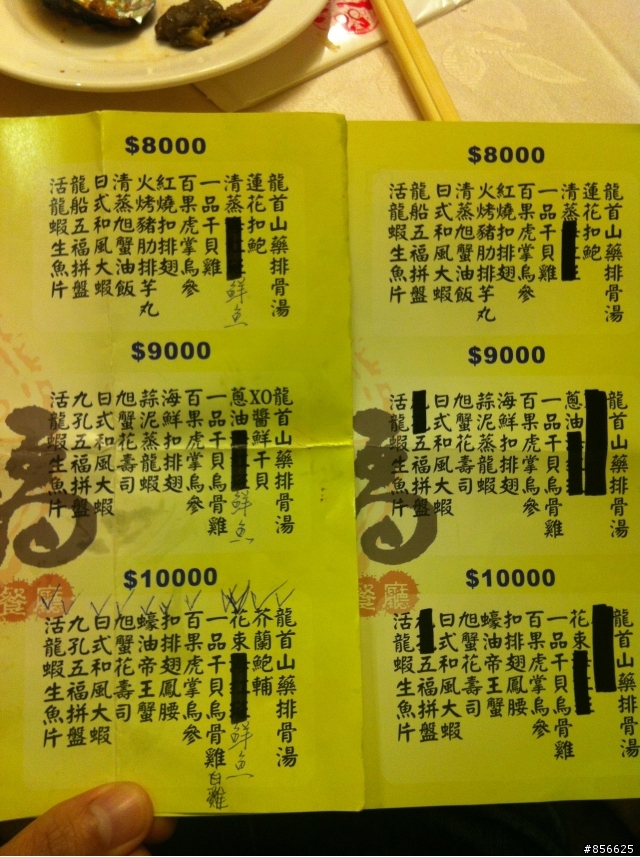 $8000
活龍蝦生魚片
龍船五福拼盤
日式和風大蝦
清蒸旭蟹油飯
火烤豬肋排芋丸
紅燒扣排翅
百果虎掌烏參
一品干貝雞
清蒸鮮魚
蓮花扣鮑
龍首山藥排骨湯
$9000
活龍蝦生魚片
九孔五福拼盤
日式和風大蝦
旭蟹花壽司
蒜泥蒸龍蝦
海鮮扣排翅
百果虎掌烏參
一品干貝烏骨雞
蔥油鮮魚
XO醬鮮干貝
龍首山藥排骨湯
$10000
活龍蝦生魚片
九孔五福拼盤
日式和風大蝦
旭蟹花壽司
蠔油帝王蟹
扣排翅鳳腰
百果虎掌烏參
一品干貝烏骨雞白雞
花束鮮魚
芥蘭鮑輔
龍首山藥排骨湯
壽
餐廳
$8000
活龍蝦生魚片
龍船五福拼盤
日式和風大蝦
清蒸旭蟹油飯
火烤豬肋排芋丸
紅燒扣排翅
百果虎掌烏參
一品干貝雞
清蒸
蓮花扣鮑
龍首山藥排骨湯
$9000
活龍蝦生魚片
五福拼盤
日式和風大蝦
旭蟹花壽司
蒜泥蒸龍蝦
海鮮扣排翅
百果虎掌烏參
一品干貝烏骨雞
蔥油
龍首山藥排骨湯
$10000
活龍蝦生魚片
五福拼盤
日式和風大蝦
旭蟹花壽司
蠔油帝王蟹
扣排翅鳳腰
百果虎掌烏參
一品干貝烏骨雞
花束
龍首山藥排骨湯
壽
餐廳
#856625